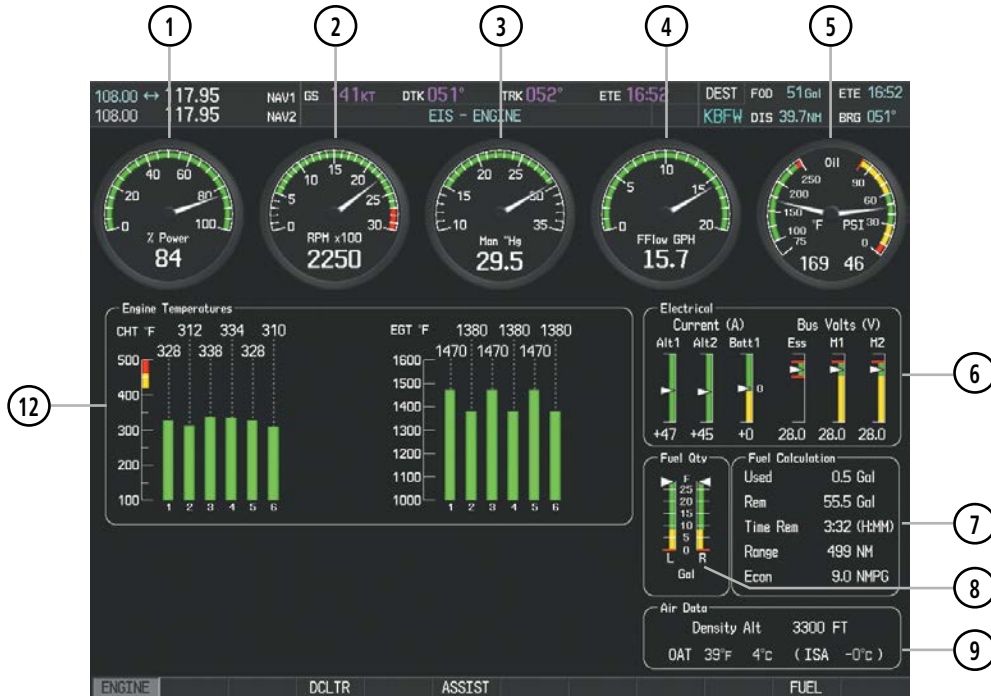 1 2 3 4 5
108.00 ↔ 117.95 NAV1 GS 141KT DTK 051° TRK 052° ETE 16:52 DEST FOD 51Gal ETE 16:52
108.00 117.95 NAV2 EIS - ENGINE KBFW DIS 39.7NM BRG 051°
0 20 40 60 80 100
% Power
84
0 5 10 15 20 25 30
RPM x100
2250
10 15 20 25 30 35
Man "Hg
29.5
0 5 10 15 20
FFlow GPH
15.7
Oil
75 100 150 200 250 °F
90 60 30 0 PSI
169 46
Engine Temperatures
CHT °F 312 334 310
328 338 328
500
400
300
200
100
1 2 3 4 5 6
EGT °F 1380 1380 1380
1470 1470 1470
1600
1500
1400
1300
1200
1100
1000
1 2 3 4 5 6
12
Electrical
Current (A) Bus Volts (V)
Alt1 Alt2 Batt1 Ess M1 M2
0
+47 +45 +0 28.0 28.0 28.0
6
Fuel Qty
F
25
20
15
10
5
0
L R
Gal
8
Fuel Calculation
Used 0.5 Gal
Rem 55.5 Gal
Time Rem 3:32 (H:MM)
Range 499 NM
Econ 9.0 NMPG
7
Air Data
Density Alt 3300 FT
OAT 39°F 4°C (ISA -0°C)
9
ENGINE DCLTR ASSIST FUEL